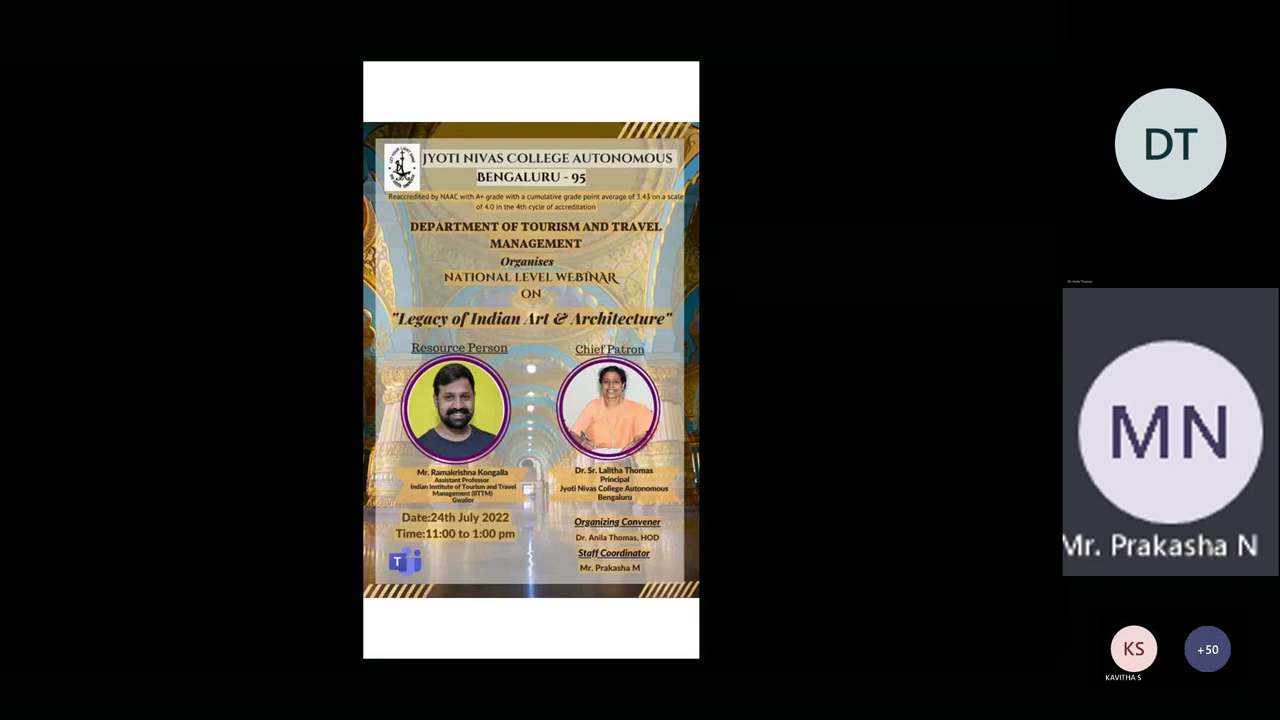 JYOTI NIVAS COLLEGE AUTONOMOUS
BENGALURU - 95
Reaccredited by NAAC with A+ grade with a cumulative grade point average of 3.43 on a scale
of 4.0 in the 4th cycle of accreditation
DEPARTMENT OF TOURISM AND TRAVEL
MANAGEMENT
Organises
NATIONAL LEVEL WEBINAR
ON
"Legacy of Indian Art & Architecture"
Resource Person
Mr. Ramakrishna Kongalla
Assistant Professor
Indian Institute of Tourism and Travel
Management (IITTM)
Gwalior
Chief Patron
Dr. Sr. Lalitha Thomas
Principal
Jyoti Nivas College Autonomous
Bengaluru
Date:24th July 2022
Time:11:00 to 1:00 pm
T
Organizing Convener
Dr. Anila Thomas, HOD
Staff Coordinator
Mr. Prakasha M
DT
Dr. Anila Thomas
MN
Mr. Prakasha N
KS
KAVITHA S
+50